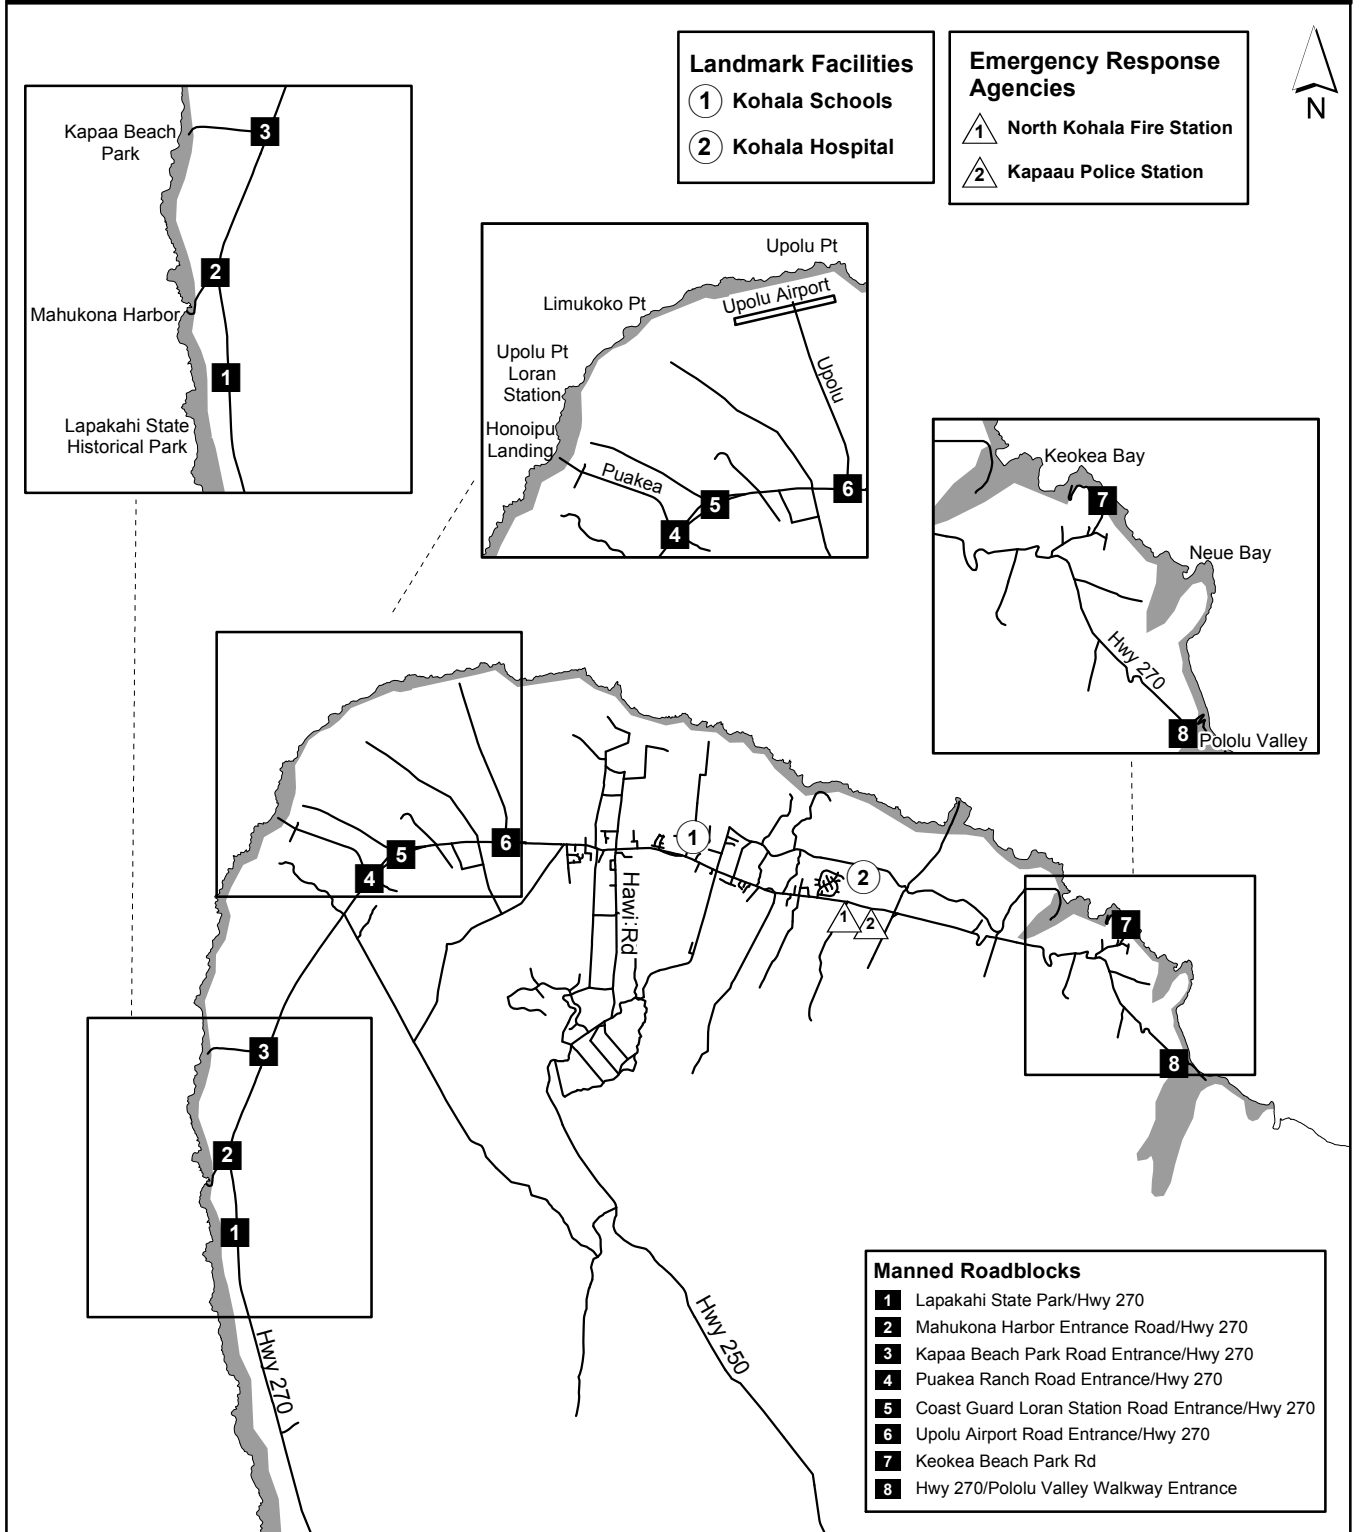 Landmark Facilities
1 Kohala Schools
2 Kohala Hospital
Emergency Response
Agencies
1 North Kohala Fire Station
2 Kapaau Police Station
N
Kapaa Beach
Park
3
2
Mahukona Harbor
1
Lapakahi State
Historical Park
Upolu Pt
Limukoko Pt
Upolu Airport
Upolu Pt
Loran
Station
Upolu
Honoipu
Landing
Puakea
6
5
4
Keokea Bay
7
Neue Bay
Hwy 270
8
Pololu Valley
6
5
4
1
2
Hawi Rd
1
2
7
3
8
2
1
Hwy 270
Hwy 250
Manned Roadblocks
1 Lapakahi State Park/Hwy 270
2 Mahukona Harbor Entrance Road/Hwy 270
3 Kapaa Beach Park Road Entrance/Hwy 270
4 Puakea Ranch Road Entrance/Hwy 270
5 Coast Guard Loran Station Road Entrance/Hwy 270
6 Upolu Airport Road Entrance/Hwy 270
7 Keokea Beach Park Rd
8 Hwy 270/Pololu Valley Walkway Entrance